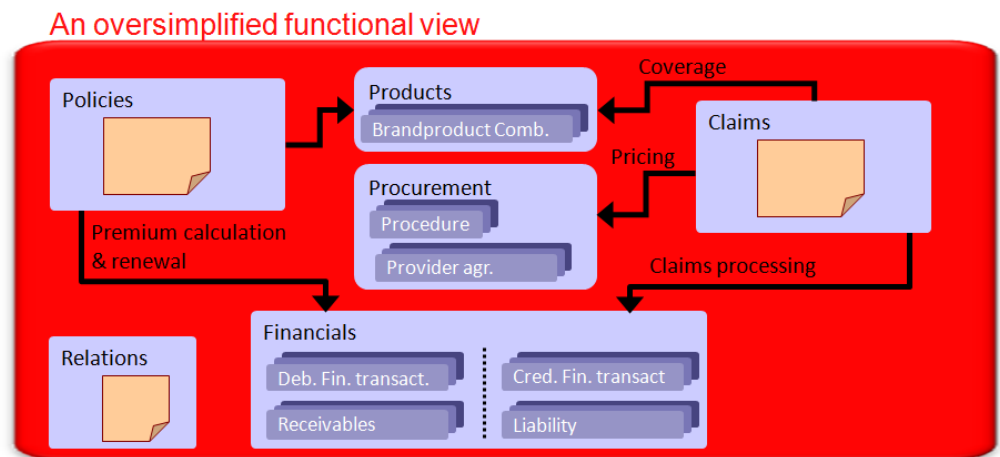 An oversimplified functional view
Policies
Products
Brandproduct Comb.
Coverage
Claims
Pricing
Procurement
Procedure
Provider agr.
Premium calculation
& renewal
Claims processing
Financials
Deb. Fin. transact.
Cred. Fin. transact
Receivables
Liability
Relations